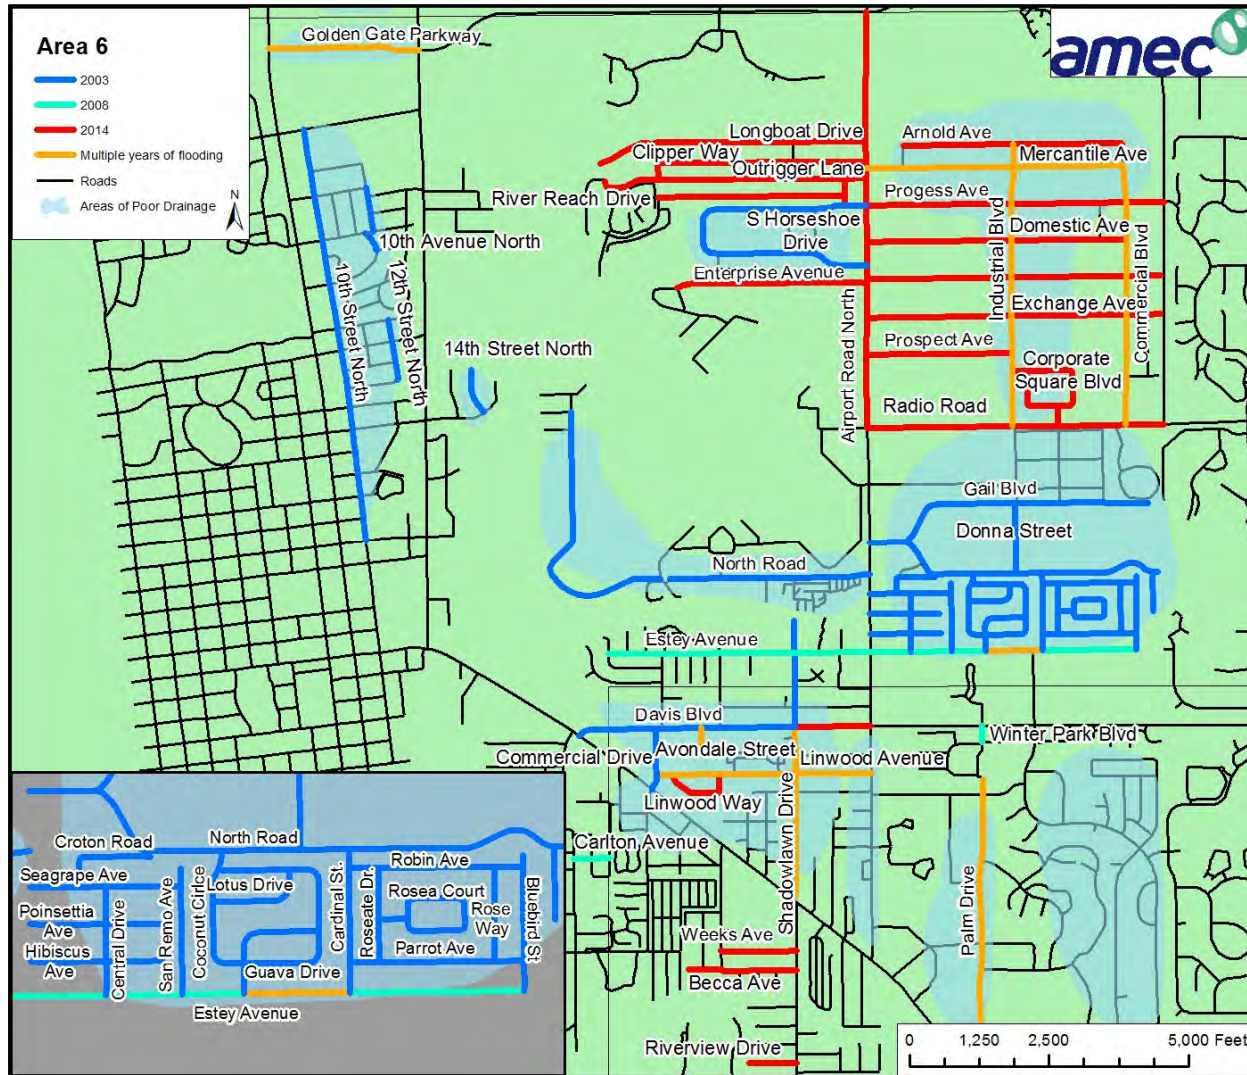 Area 6
2003
2008
2014
Multiple years of flooding
Roads
Areas of Poor Drainage
N
amec
Golden Gate Parkway
Longboat Drive
Arnold Ave
Clipper Way
Mercantile Ave
Outrigger Lane
River Reach Drive
Progess Ave
S Horseshoe
Drive
Domestic Ave
10th Avenue North
Enterprise Avenue
Industrial Blvd
Commercial Blvd
10th Street North
12th Street North
Exchange Ave
14th Street North
Prospect Ave
Corporate
Square Blvd
Airport Road North
Radio Road
Gail Blvd
Donna Street
North Road
Estey Avenue
Davis Blvd
Winter Park Blvd
Commercial Drive
Avondale Street
Linwood Avenue
Linwood Way
Shadowlawn Drive
Carlton Avenue
Palm Drive
Weeks Ave
Becca Ave
Riverview Drive
Croton Road
North Road
Seagrape Ave
Robin Ave
Lotus Drive
Rosea Court
Rose
Way
Poinsettia
Ave
Hibiscus
Ave
Central Drive
San Remo Ave
Coconut Cirlce
Cardinal St.
Roseate Dr.
Bluebird St
Parrot Ave
Guava Drive
Estey Avenue
0 1,250 2,500 5,000 Feet